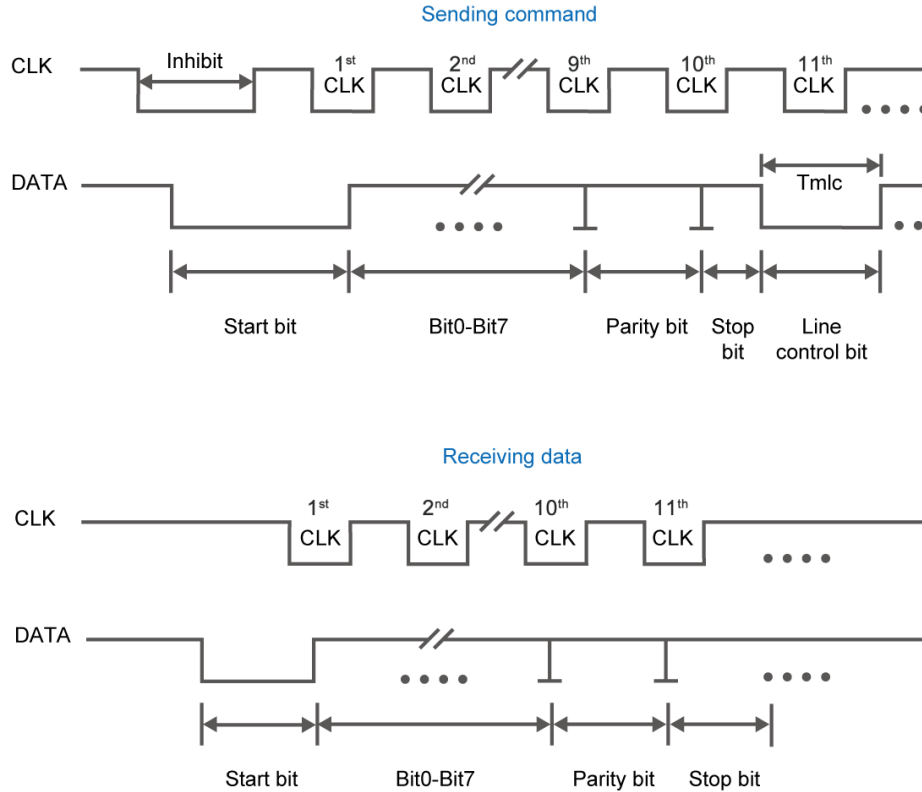 Sending command
CLK
Inhibit
1st
CLK
2nd
CLK
9th
CLK
10th
CLK
11th
CLK
DATA
Tmlc
Start bit
Bit0-Bit7
Parity bit
Stop
bit
Line
control bit
Receiving data
CLK
1st
CLK
2nd
CLK
10th
CLK
11th
CLK
DATA
Start bit
Bit0-Bit7
Parity bit
Stop bit